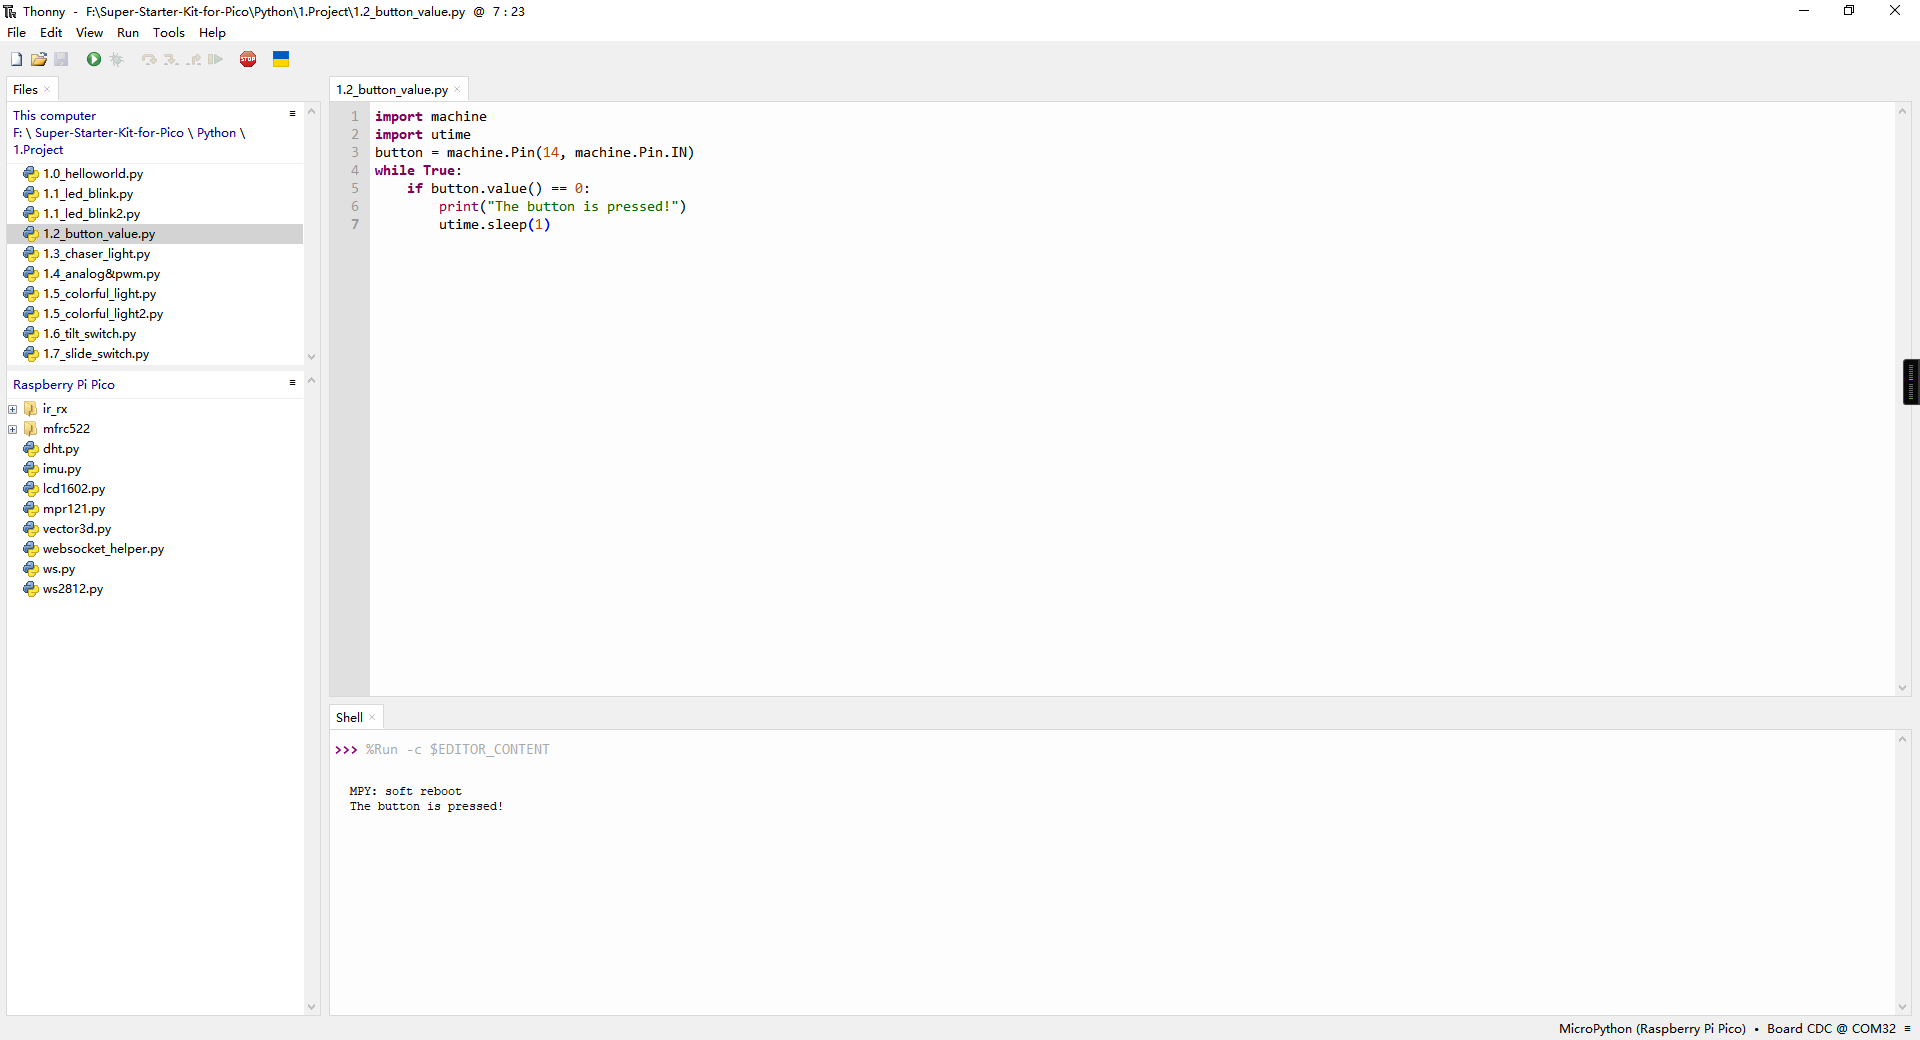 Thonny - F:\Super-Starter-Kit-for-Pico\Python\1.Project\1.2_button_value.py @ 7 : 23
File Edit View Run Tools Help
STOP
Files
This computer
F: \ Super-Starter-Kit-for-Pico \ Python \
1.Project
1.0_helloworld.py
1.1_led_blink.py
1.1_led_blink2.py
1.2_button_value.py
1.3_chaser_light.py
1.4_analog&pwm.py
1.5_colorful_light.py
1.5_colorful_light2.py
1.6_tilt_switch.py
1.7_slide_switch.py
Raspberry Pi Pico
ir_rx
mfrc522
dht.py
imu.py
lcd1602.py
mpr121.py
vector3d.py
websocket_helper.py
ws.py
ws2812.py
1.2_button_value.py
1 import machine
2 import utime
3 button = machine.Pin(14, machine.Pin.IN)
4 while True:
5     if button.value() == 0:
6         print("The button is pressed!")
7         utime.sleep(1)
Shell
>>> %Run -c $EDITOR_CONTENT
MPY: soft reboot
The button is pressed!
MicroPython (Raspberry Pi Pico) • Board CDC @ COM32 ≡